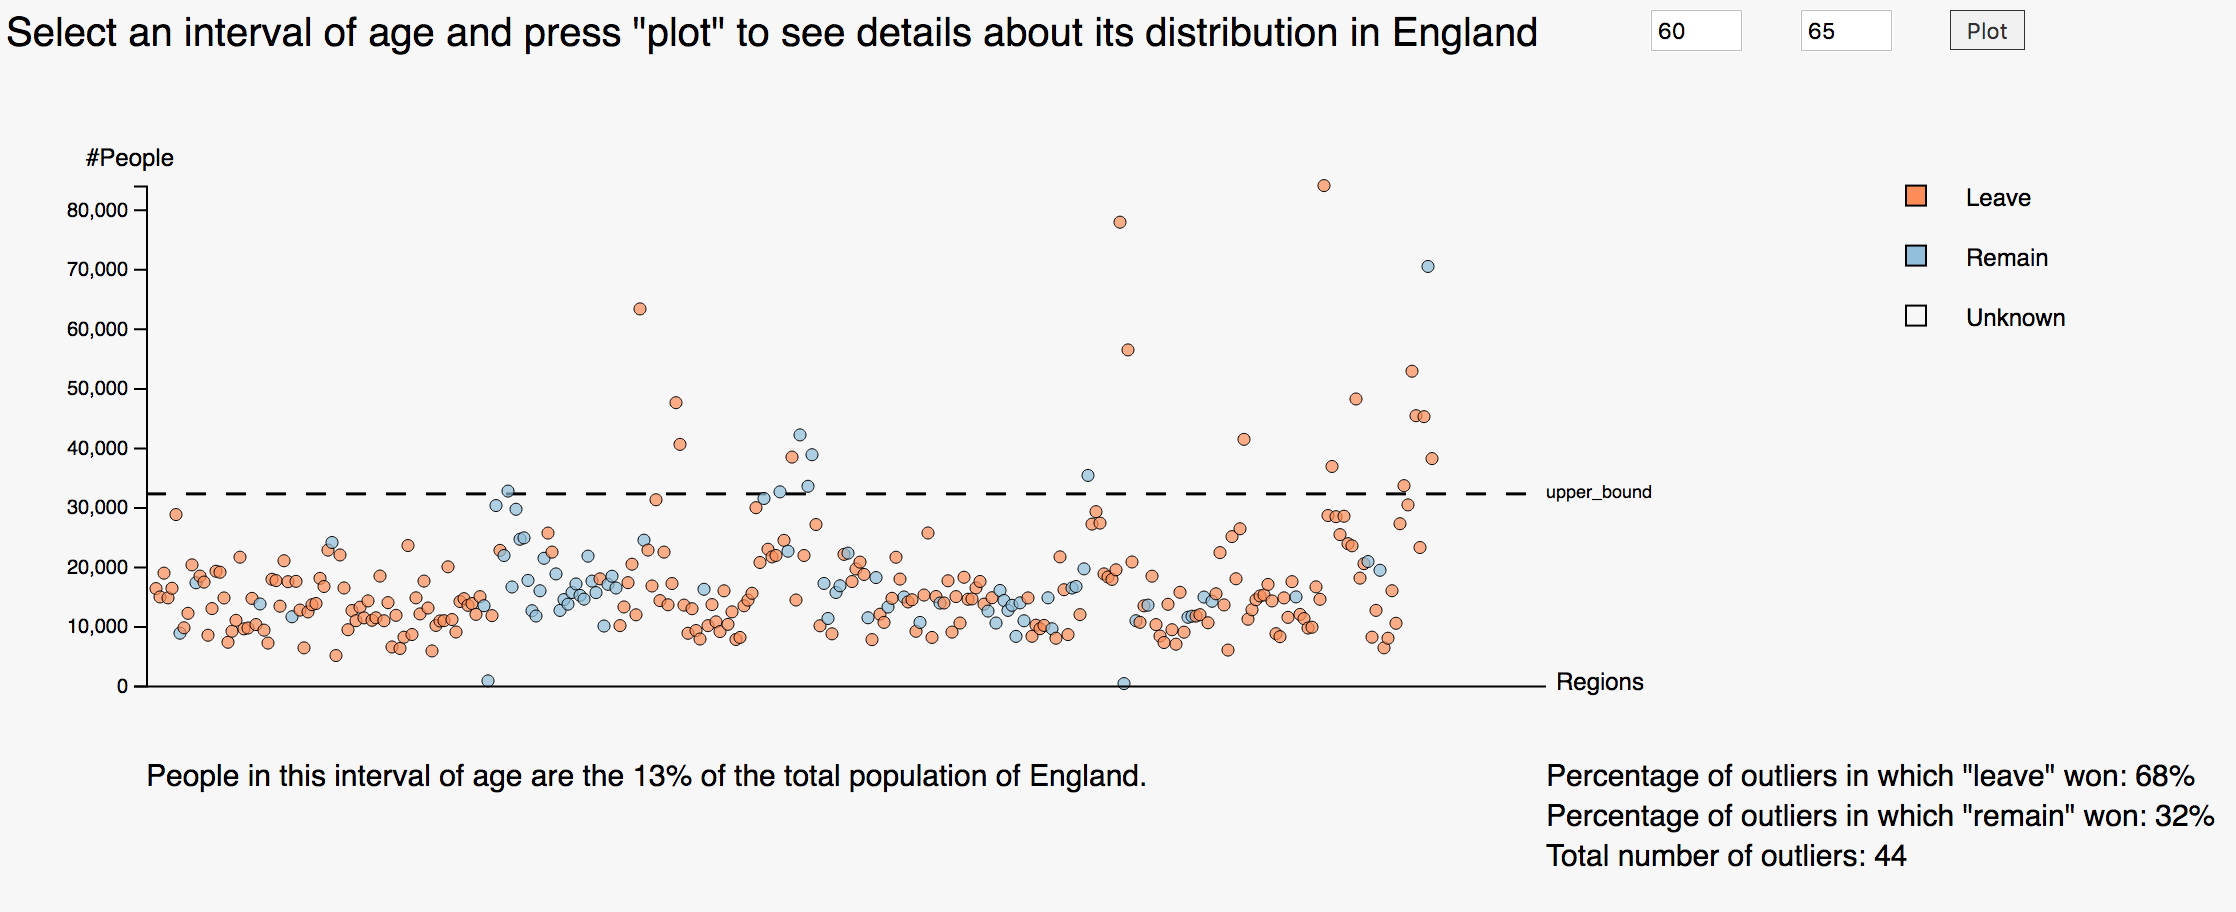 Select an interval of age and press "plot" to see details about its distribution in England
60
65
Plot
#People
80,000
70,000
60,000
50,000
40,000
30,000
20,000
10,000
0
upper_bound
Regions
Leave
Remain
Unknown
People in this interval of age are the 13% of the total population of England.
Percentage of outliers in which "leave" won: 68%
Percentage of outliers in which "remain" won: 32%
Total number of outliers: 44